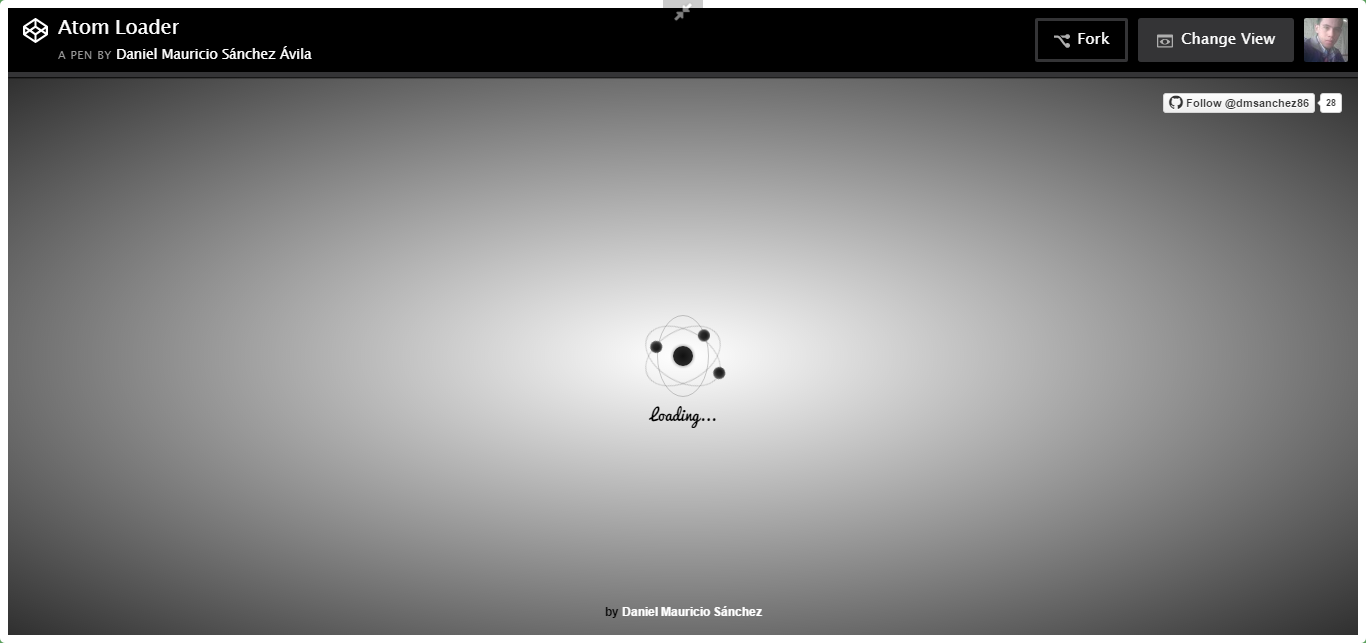 Atom Loader
A PEN BY Daniel Mauricio Sánchez Ávila
Fork
Change View
Follow @dmsanchez86
28
Loading...
by Daniel Mauricio Sánchez